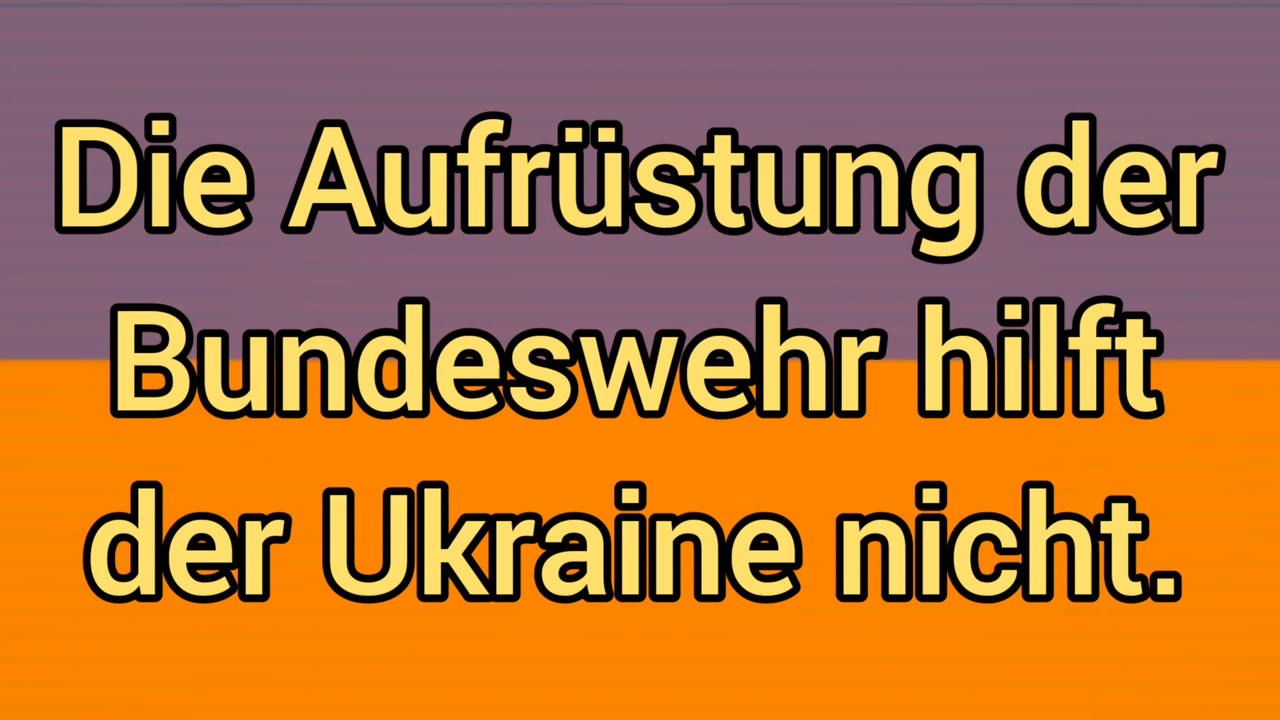 Die Aufrüstung der
Bundeswehr hilft
der Ukraine nicht.